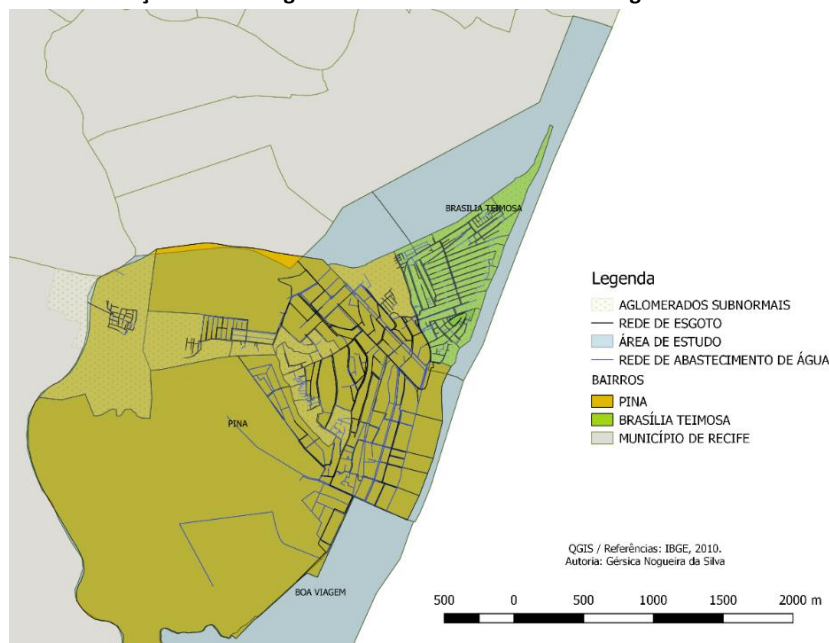 BRASILIA TEIMOSA
PINA
BOA VIAGEM
Legenda
AGLOMERADOS SUBNORMAIS
REDE DE ESGOTO
ÁREA DE ESTUDO
REDE DE ABASTECIMENTO DE ÁGUA
BAIRROS
PINA
BRASÍLIA TEIMOSA
MUNICÍPIO DE RECIFE
QGIS / Referências: IBGE, 2010.
Autoria: Gérsica Nogueira da Silva
500 0 500 1000 1500 2000 m